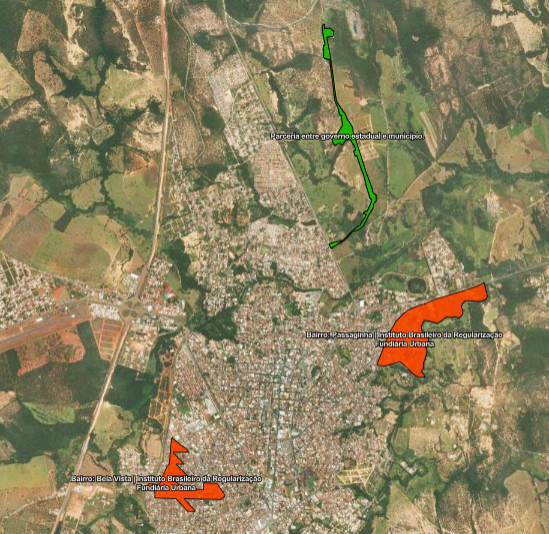 Parceria entre governo estadual e município.
Bairro: Passaginha | Instituto Brasileiro da Regularização
Fundiária Urbana
Bairro: Bela Vista | Instituto Brasileiro da Regularização
Fundiária Urbana